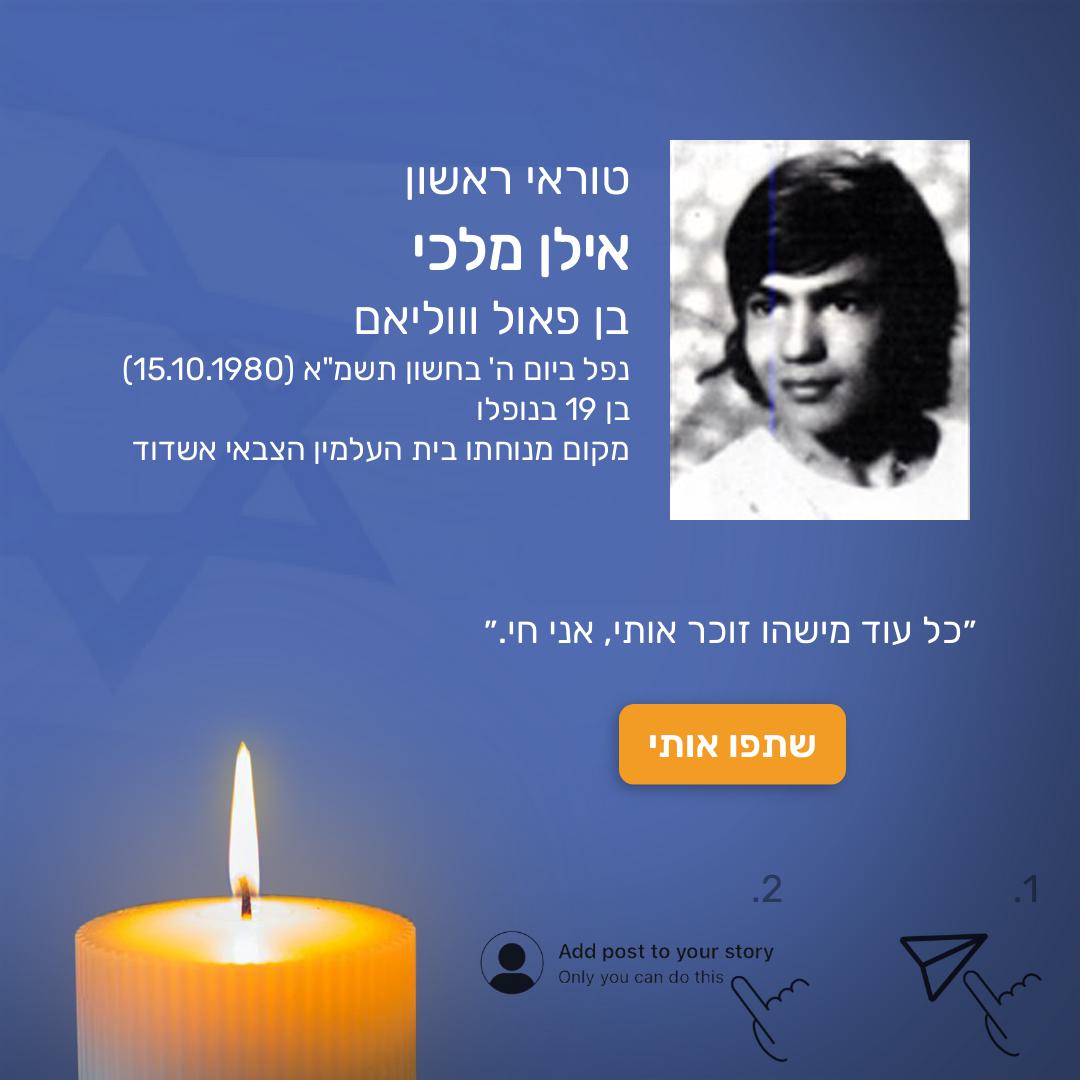 טוראי ראשון
אילן מלכי
בן פאול וווליאם
נפל ביום ה' בחשון תשמ"א (15.10.1980)
בן 19 בנופלו
מקום מנוחתו בית העלמין הצבאי אשדוד
״כל עוד מישהו זוכר אותי, אני חי.״
שתפו אותי
.1
.2
Add post to your story
Only you can do this